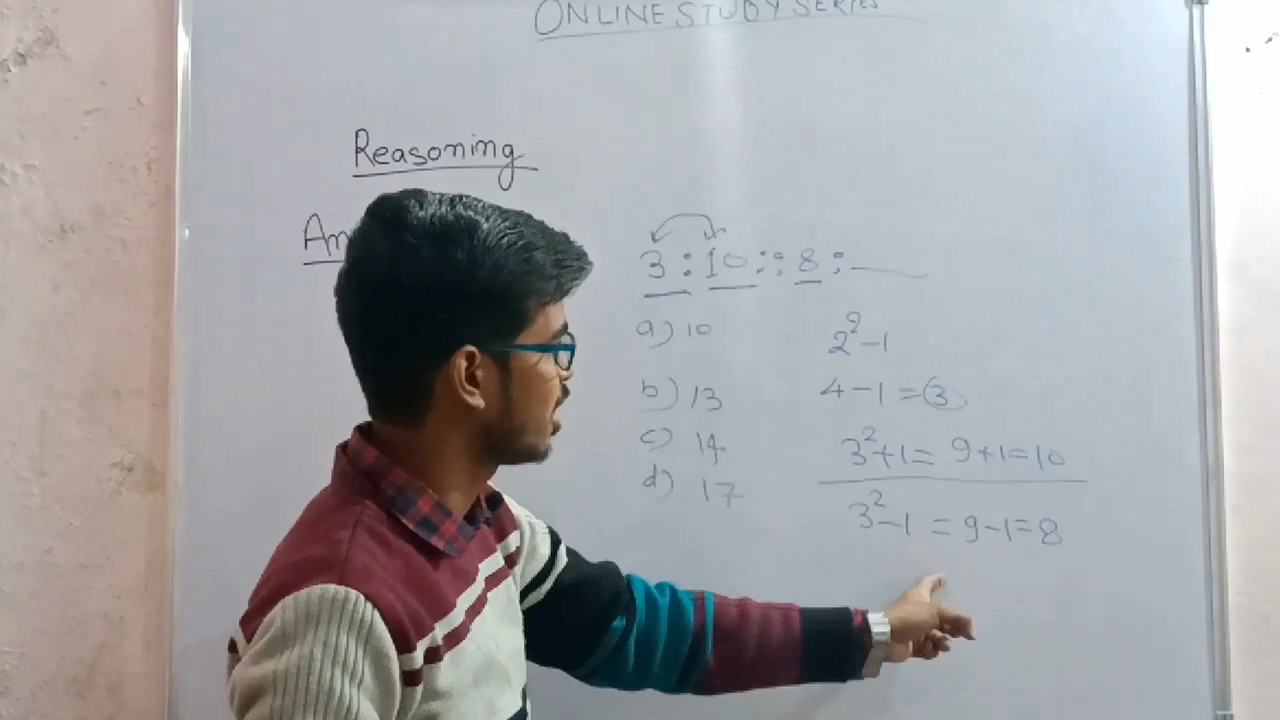 ONLINE STUDY SERIES
Reasoning
3 : 10 :: 8 : ___
a) 10
b) 13
c) 14
d) 17
2²-1
4-1=3
3²+1= 9+1=10
3²-1 = 9-1=8